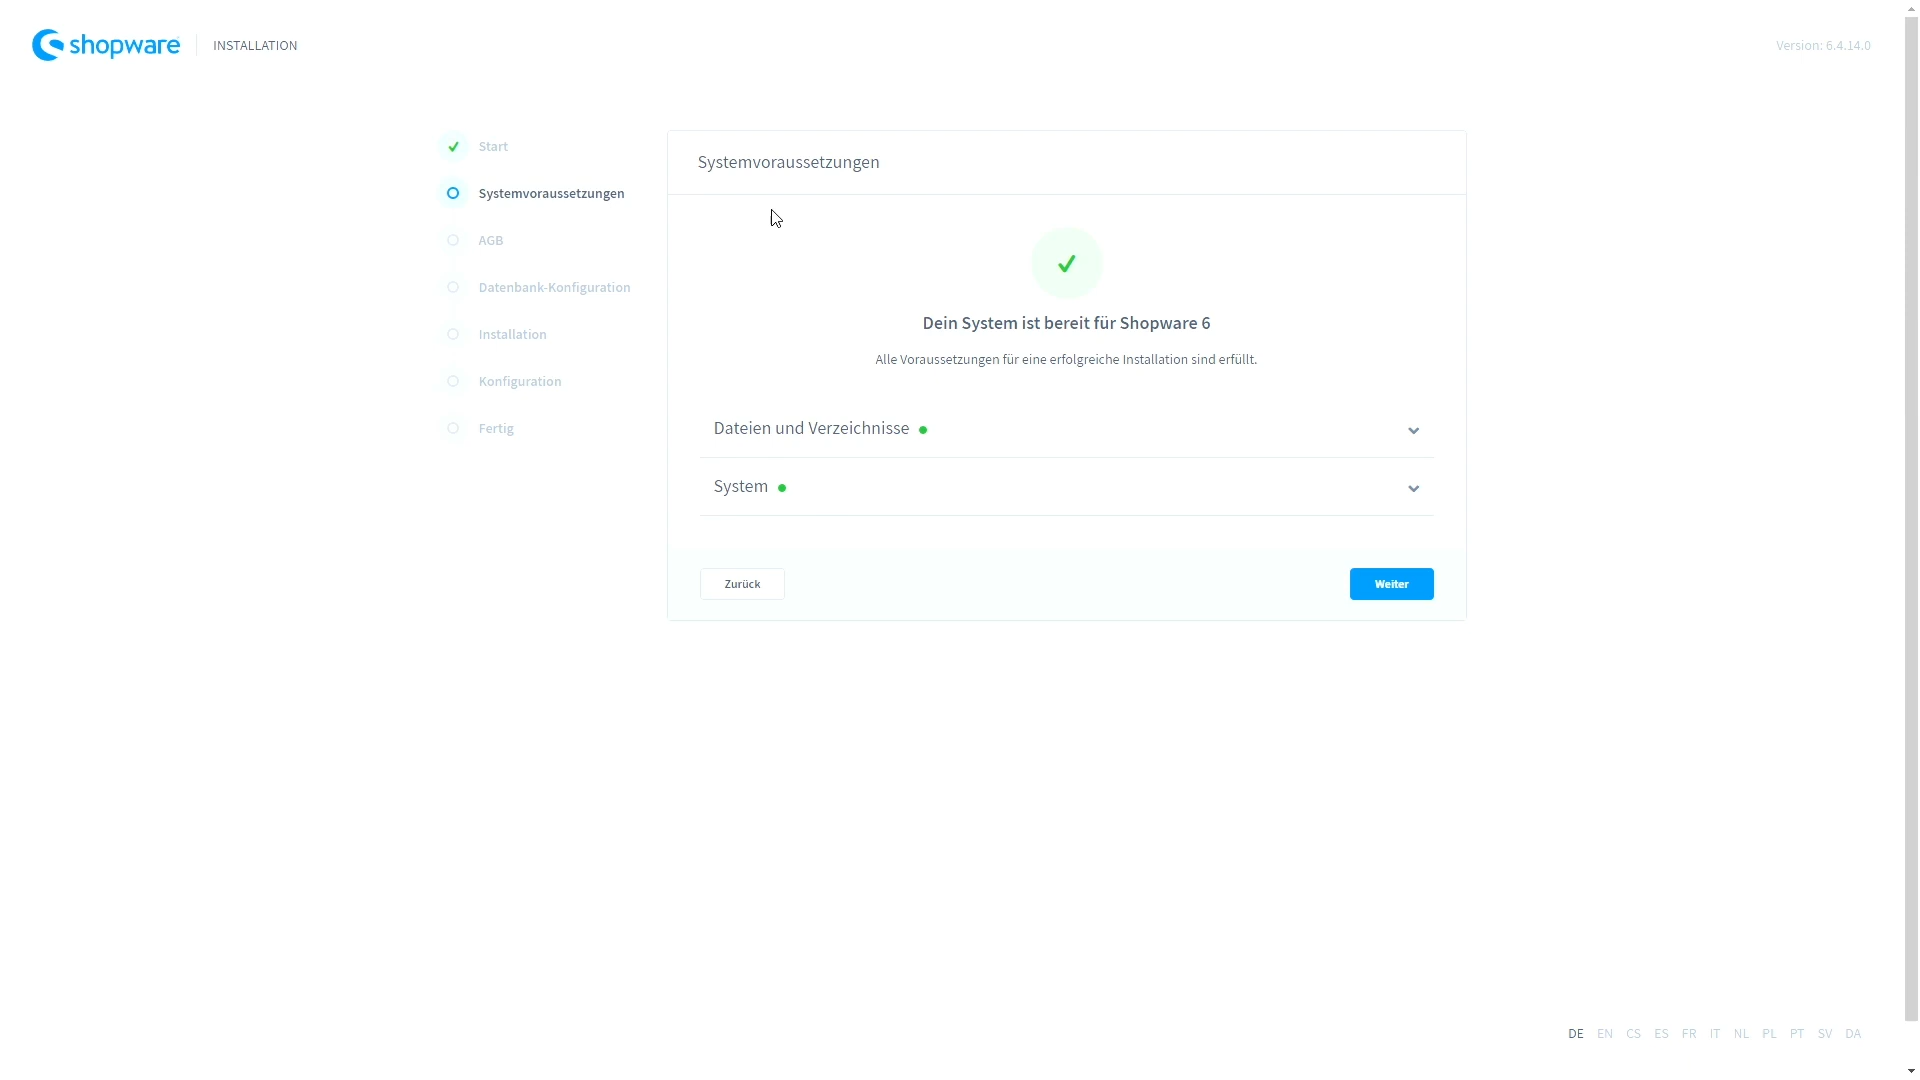 shopware
INSTALLATION
Version: 6.4.14.0
Start
Systemvoraussetzungen
AGB
Datenbank-Konfiguration
Installation
Konfiguration
Fertig
Systemvoraussetzungen
Dein System ist bereit für Shopware 6
Alle Voraussetzungen für eine erfolgreiche Installation sind erfüllt.
Dateien und Verzeichnisse
System
Zurück
Weiter
DE EN CS ES FR IT NL PL PT SV DA